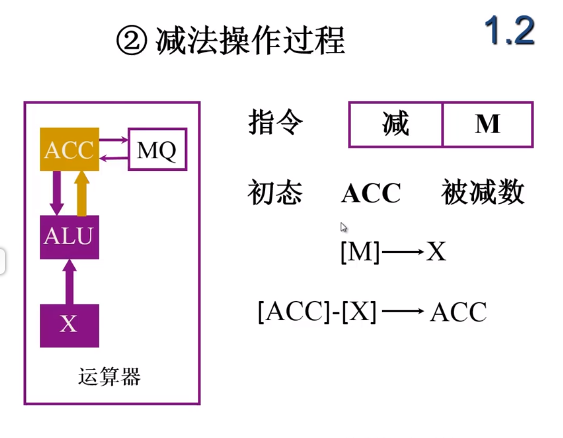 ② 减法操作过程
1.2
ACC
MQ
ALU
X
运算器
指令 减 M
初态 ACC 被减数
[M]→X
[ACC]-[X]→ACC